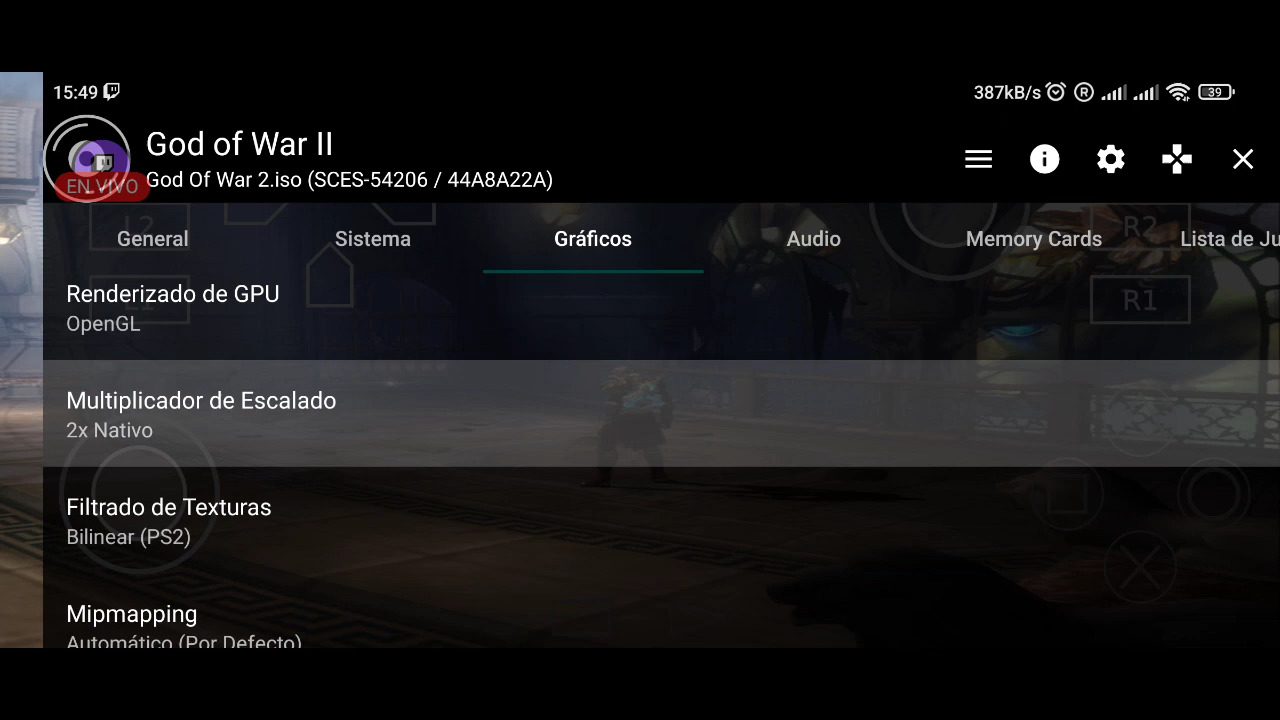 15:49
387kB/s
R
39
God of War II
God Of War 2.iso (SCES-54206 / 44A8A22A)
EN VIVO
General
Sistema
Gráficos
Audio
Memory Cards
Lista de Ju
L2
R2
R1
Renderizado de GPU
OpenGL
Multiplicador de Escalado
2x Nativo
Filtrado de Texturas
Bilinear (PS2)
Mipmapping
Automático (Por Defecto)